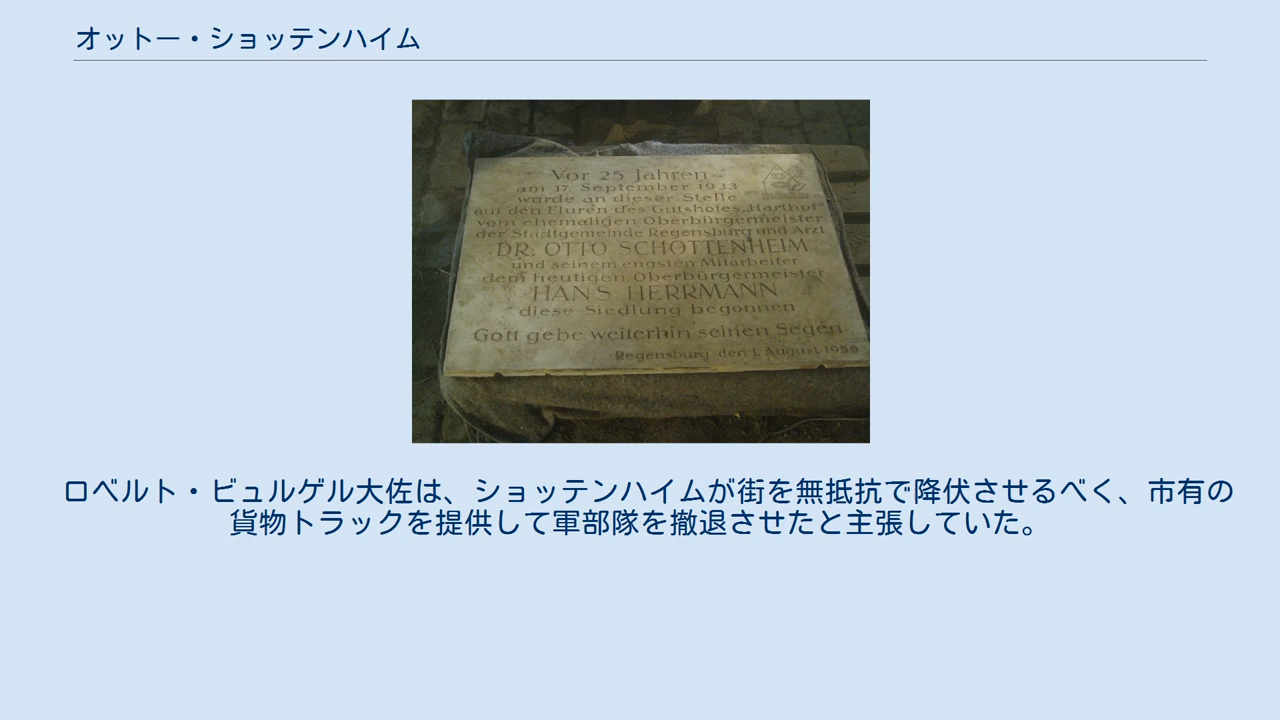 オットー・ショッテンハイム
Vor 25 Jahren
am 17. September 1933
wurde an dieser Stelle
auf den Fluren des Gutshofes „Harthof"
vom ehemaligen Oberbürgermeister
der Stadtgemeinde Regensburg und Arzt
DR. OTTO SCHOTTENHEIM
und seinem engsten Mitarbeiter
dem heutigen Oberbürgermeister
HANS HERRMANN
diese Siedlung begonnen
Gott gebe weiterhin seinen Segen
Regensburg den 1. August 1959
ロベルト・ビュルゲル大佐は、ショッテンハイムが街を無抵抗で降伏させるべく、市有の
貨物トラックを提供して軍部隊を撤退させたと主張していた。